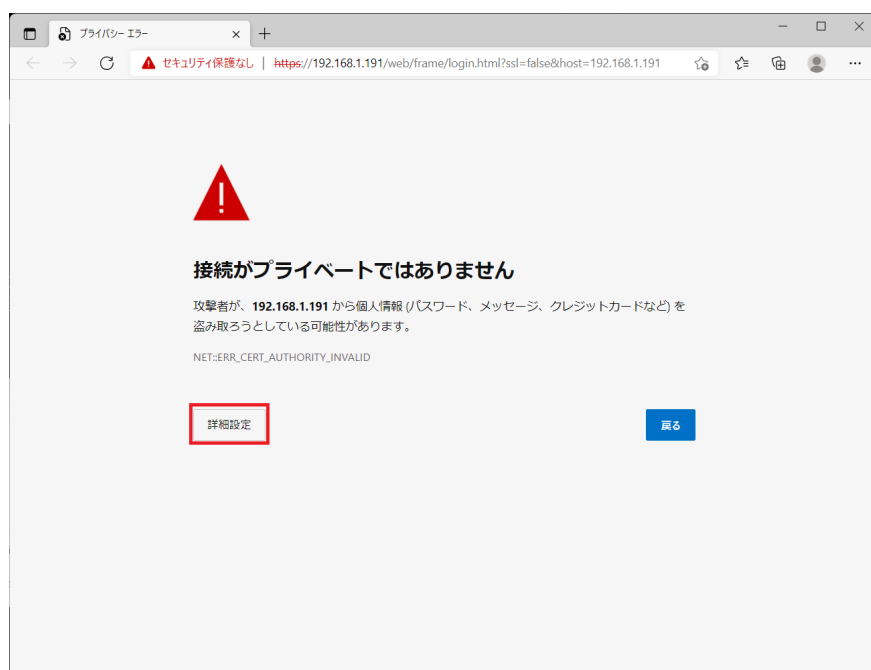 プライバシー エラー
セキュリティ保護なし | https://192.168.1.191/web/frame/login.html?ssl=false&host=192.168.1.191
接続がプライベートではありません
攻撃者が、192.168.1.191 から個人情報 (パスワード、メッセージ、クレジットカードなど) を
盗み取ろうとしている可能性があります。
NET::ERR_CERT_AUTHORITY_INVALID
詳細設定
戻る